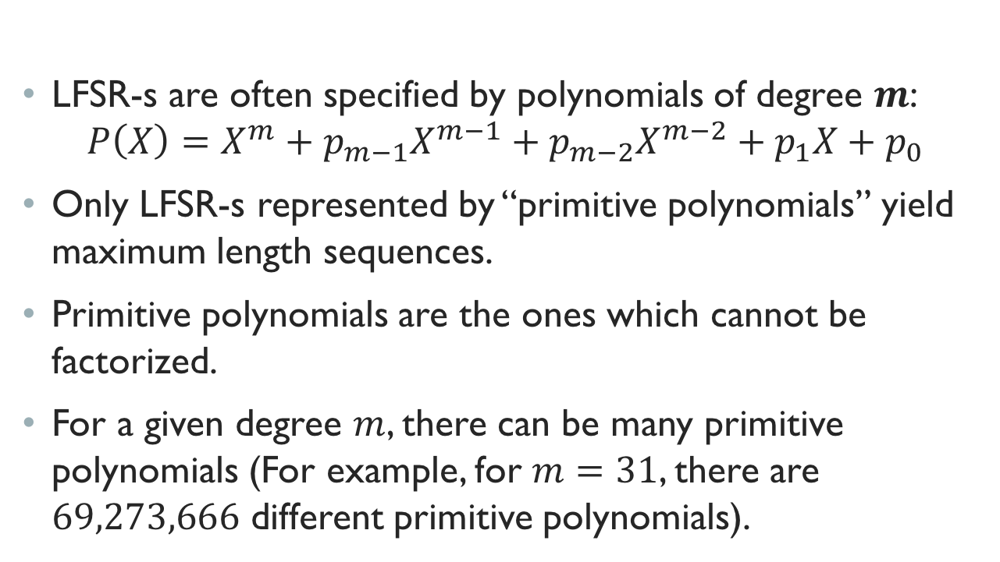 • LFSR-s are often specified by polynomials of degree 𝒎:
𝑃(𝑋) = 𝑋^𝑚 + 𝑝_{𝑚−1}𝑋^{𝑚−1} + 𝑝_{𝑚−2}𝑋^{𝑚−2} + 𝑝_1𝑋 + 𝑝_0
• Only LFSR-s represented by “primitive polynomials” yield
maximum length sequences.
• Primitive polynomials are the ones which cannot be
factorized.
• For a given degree 𝑚, there can be many primitive
polynomials (For example, for 𝑚 = 31, there are
69,273,666 different primitive polynomials).